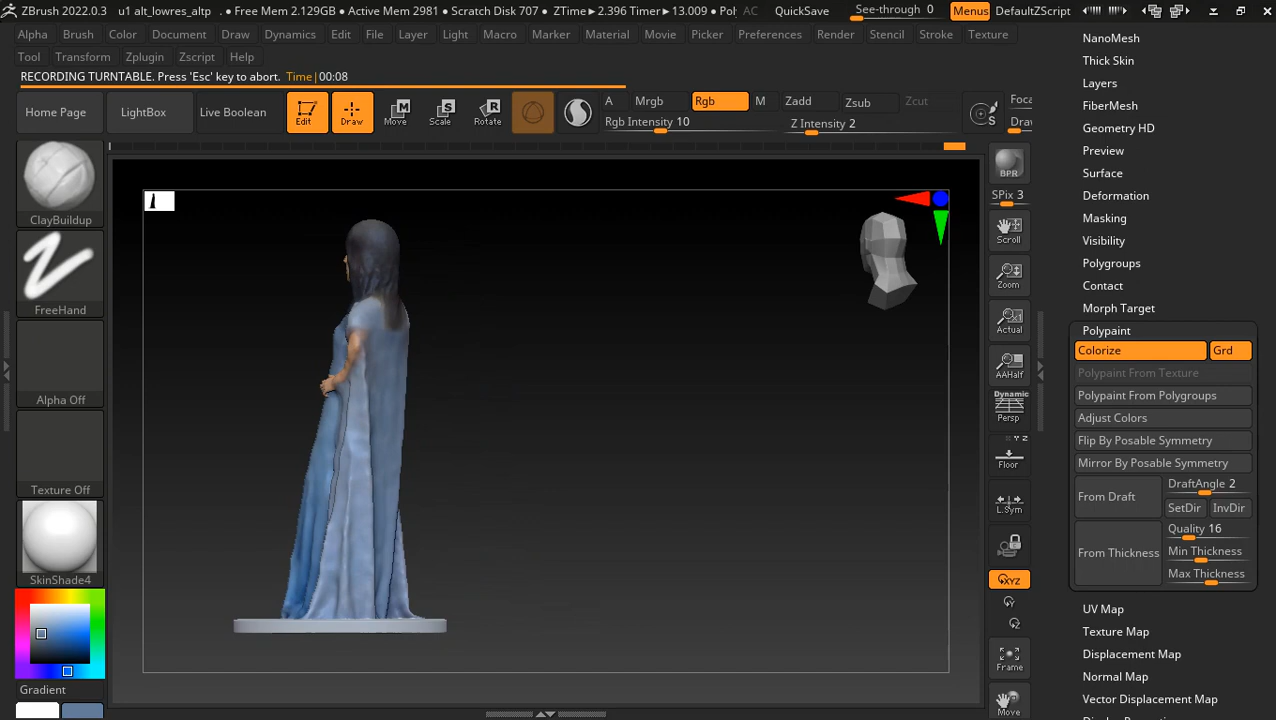 ZBrush 2022.0.3 u1 alt_lowres_altp • Free Mem 2.129GB • Active Mem 2981 • Scratch Disk 707 • ZTime▸2.396 Timer▸13.009 • Pol AC QuickSave See-through 0 Menus DefaultZScript
Alpha Brush Color Document Draw Dynamics Edit File Layer Light Macro Marker Material Movie Picker Preferences Render Stencil Stroke Texture
Tool Transform Zplugin Zscript Help
RECORDING TURNTABLE. Press 'Esc' key to abort. Time|00:08
Home Page LightBox Live Boolean Edit Draw Move Scale Rotate
M S R
A Mrgb Rgb M Zadd Zsub Zcut Foca
Rgb Intensity 10 Z Intensity 2 S Draw
ClayBuildup
FreeHand
Alpha Off
Texture Off
SkinShade4
Gradient
BPR
SPix 3
Scroll
Zoom
Actual
AAHalf
Dynamic
Persp
Y Z
Floor
L.Sym
XYZ
Y
Z
Frame
Move
NanoMesh
Thick Skin
Layers
FiberMesh
Geometry HD
Preview
Surface
Deformation
Masking
Visibility
Polygroups
Contact
Morph Target
Polypaint
Colorize Grd
Polypaint From Texture
Polypaint From Polygroups
Adjust Colors
Flip By Posable Symmetry
Mirror By Posable Symmetry
From Draft DraftAngle 2
SetDir InvDir
From Thickness Quality 16
Min Thickness
Max Thickness
UV Map
Texture Map
Displacement Map
Normal Map
Vector Displacement Map